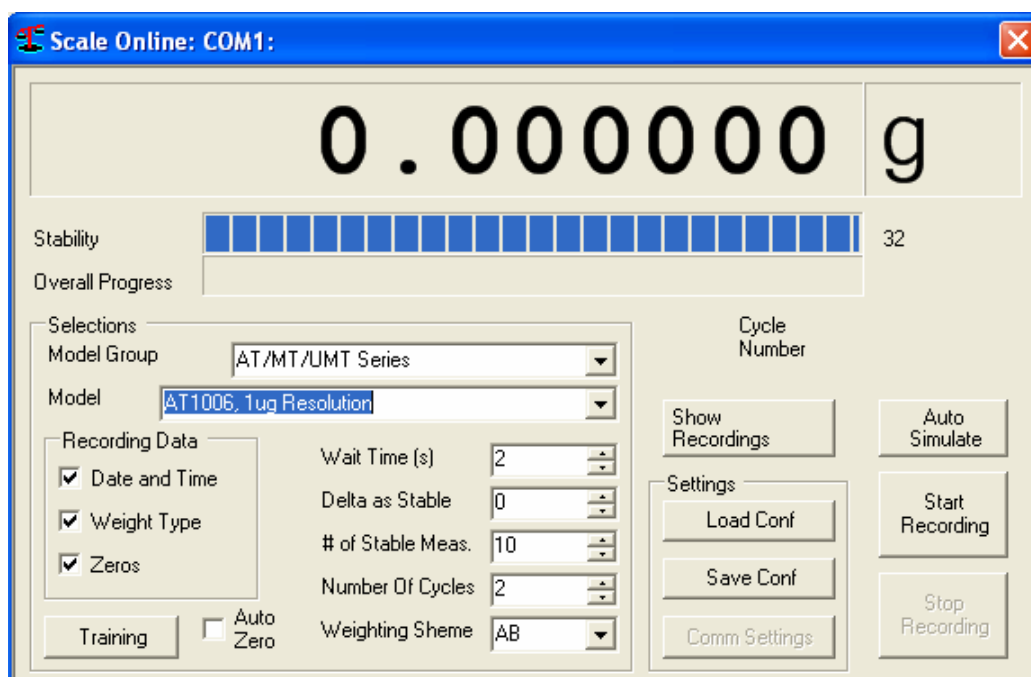 Scale Online: COM1:
0.000000 g
Stability 32
Overall Progress
Selections
Model Group AT/MT/UMT Series
Model AT1006, 1ug Resolution
Recording Data
Date and Time
Weight Type
Zeros
Training
Auto
Zero
Wait Time (s) 2
Delta as Stable 0
# of Stable Meas. 10
Number Of Cycles 2
Weighting Sheme AB
Cycle
Number
Show
Recordings
Settings
Load Conf
Save Conf
Comm Settings
Auto
Simulate
Start
Recording
Stop
Recording